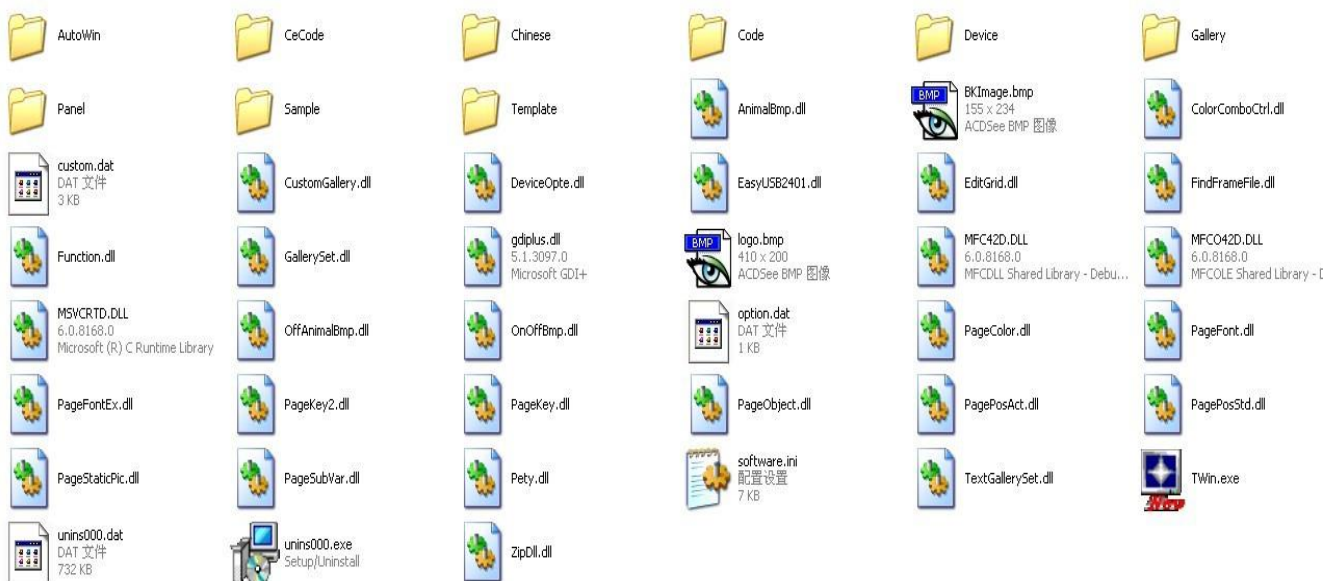 AutoWin
CeCode
Chinese
Code
Device
Gallery
Panel
Sample
Template
AnimalBmp.dll
BMP
BKImage.bmp
155 x 234
ACDSee BMP 图像
ColorComboCtrl.dll
custom.dat
DAT 文件
3 KB
CustomGallery.dll
DeviceOpte.dll
EasyUSB2401.dll
EditGrid.dll
FindFrameFile.dll
Function.dll
GallerySet.dll
gdiplus.dll
5.1.3097.0
Microsoft GDI+
BMP
logo.bmp
410 x 200
ACDSee BMP 图像
MFC42D.DLL
6.0.8168.0
MFCDLL Shared Library - Debu...
MFCO42D.DLL
6.0.8168.0
MFCOLE Shared Library - D
MSVCRTD.DLL
6.0.8168.0
Microsoft (R) C Runtime Library
OffAnimalBmp.dll
OnOffBmp.dll
option.dat
DAT 文件
1 KB
PageColor.dll
PageFont.dll
PageFontEx.dll
PageKey2.dll
PageKey.dll
PageObject.dll
PagePosAct.dll
PagePosStd.dll
PageStaticPic.dll
PageSubVar.dll
Pety.dll
software.ini
配置设置
7 KB
TextGallerySet.dll
TWin.exe
unins000.dat
DAT 文件
732 KB
unins000.exe
Setup/Uninstall
ZipDll.dll